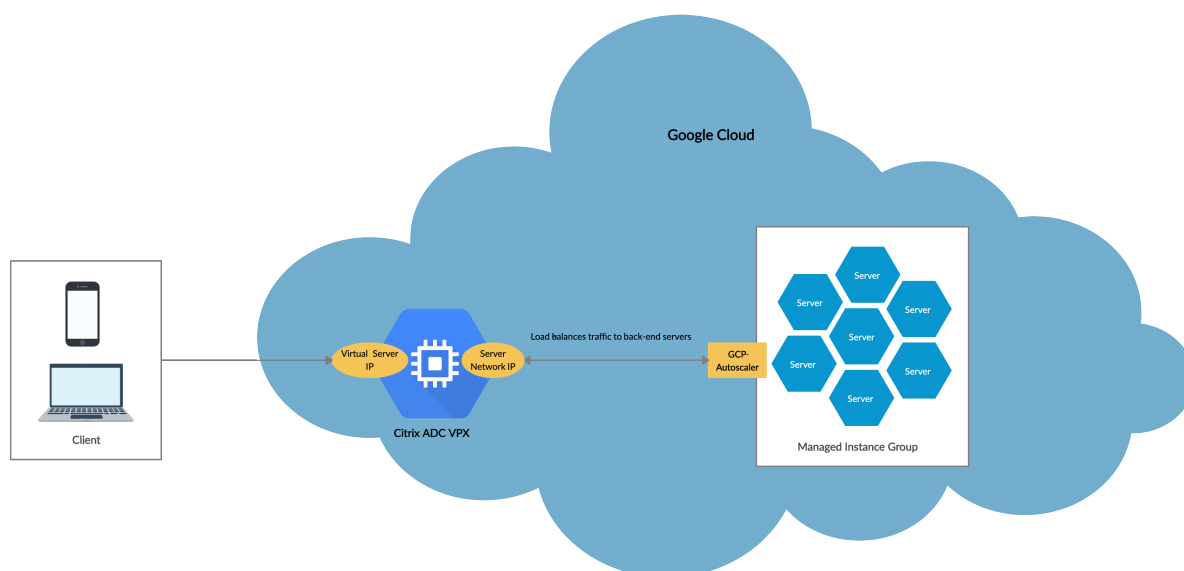 Google Cloud
Client
Virtual Server
IP
Server
Network IP
Citrix ADC VPX
Load balances traffic to back-end servers
GCP-
Autoscaler
Server
Server
Server
Server
Server
Server
Server
Managed Instance Group